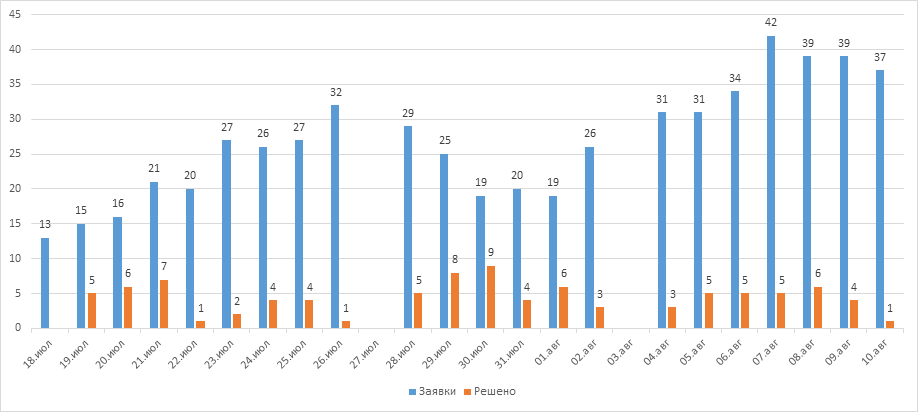 45
42
40
39
39
37
35
34
32
31
31
30
29
27
27
26
26
25
25
21
20
20
20
19
19
16
15
15
13
10
9
8
7
6
6
6
5
5
5
5
5
5
4
4
4
4
3
3
2
1
1
1
0
18.июл
19.июл
20.июл
21.июл
22.июл
23.июл
24.июл
25.июл
26.июл
27.июл
28.июл
29.июл
30.июл
31.июл
01.авг
02.авг
03.авг
04.авг
05.авг
06.авг
07.авг
08.авг
09.авг
10.авг
Заявки
Решено